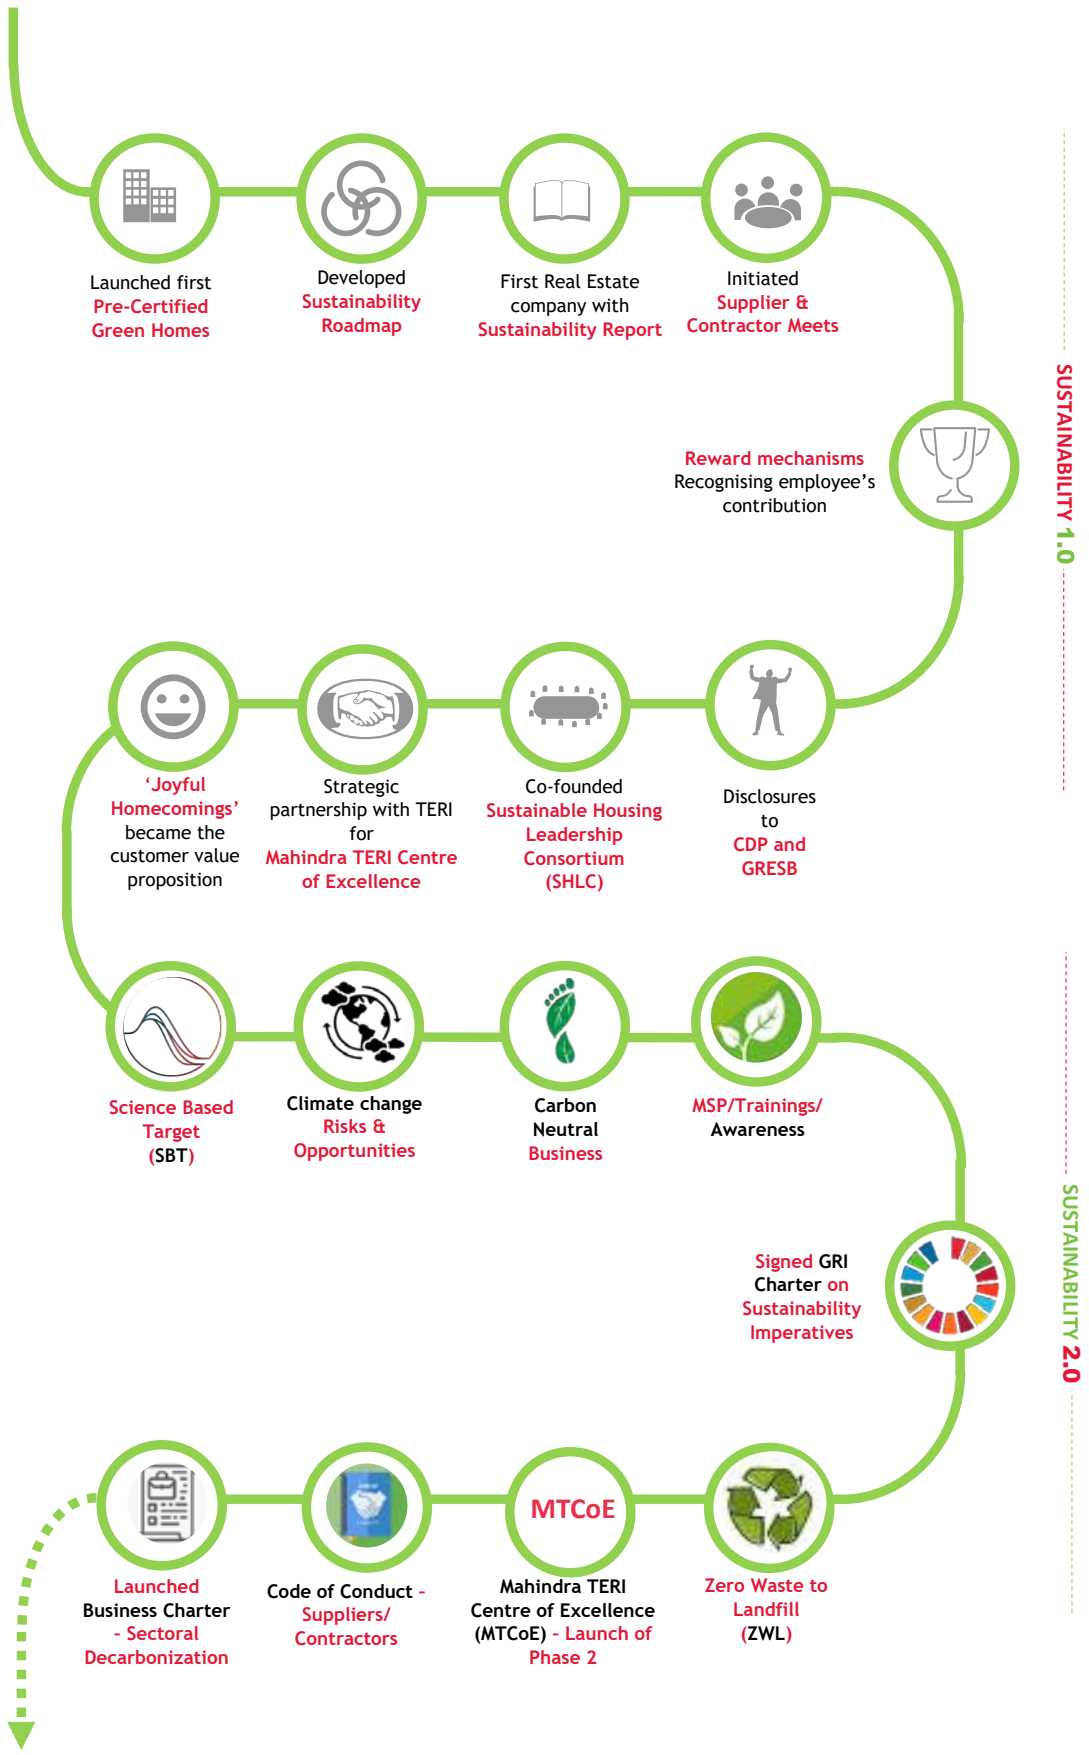 Launched first
Pre-Certified
Green Homes
Developed
Sustainability
Roadmap
First Real Estate
company with
Sustainability Report
Initiated
Supplier &
Contractor Meets
Reward mechanisms
Recognising employee’s
contribution
SUSTAINABILITY 1.0
Disclosures
to
CDP and
GRESB
Co-founded
Sustainable Housing
Leadership
Consortium
(SHLC)
Strategic
partnership with TERI
for
Mahindra TERI Centre
of Excellence
‘Joyful
Homecomings’
became the
customer value
proposition
Science Based
Target
(SBT)
Climate change
Risks &
Opportunities
Carbon
Neutral
Business
MSP/Trainings/
Awareness
Signed GRI
Charter on
Sustainability
Imperatives
SUSTAINABILITY 2.0
Zero Waste to
Landfill
(ZWL)
MTCoE
Mahindra TERI
Centre of Excellence
(MTCoE) - Launch of
Phase 2
Code of Conduct -
Suppliers/
Contractors
Launched
Business Charter
- Sectoral
Decarbonization